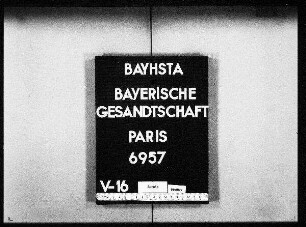 BAYHSTA
BAYERISCHE
GESANDTSCHAFT
PARIS
6957
V-16